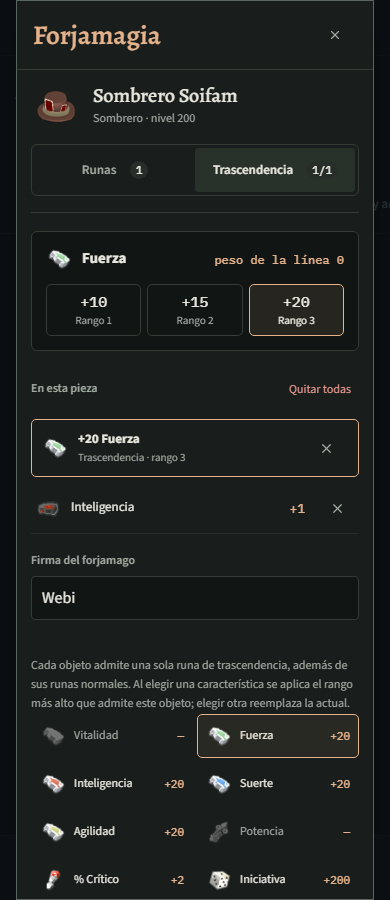 Forjamagia ×
Sombrero Soifam
Sombrero · nivel 200
Runas 1 Trascendencia 1/1
Fuerza peso de la línea 0
+10 +15 +20
Rango 1 Rango 2 Rango 3
En esta pieza Quitar todas
+20 Fuerza
Trascendencia · rango 3 ×
Inteligencia +1 ×
Firma del forjamago
Webi
Cada objeto admite una sola runa de trascendencia, además de
sus runas normales. Al elegir una característica se aplica el rango
más alto que admite este objeto; elegir otra reemplaza la actual.
Vitalidad — Fuerza +20
Inteligencia +20 Suerte +20
Agilidad +20 Potencia —
% Crítico +2 Iniciativa +200